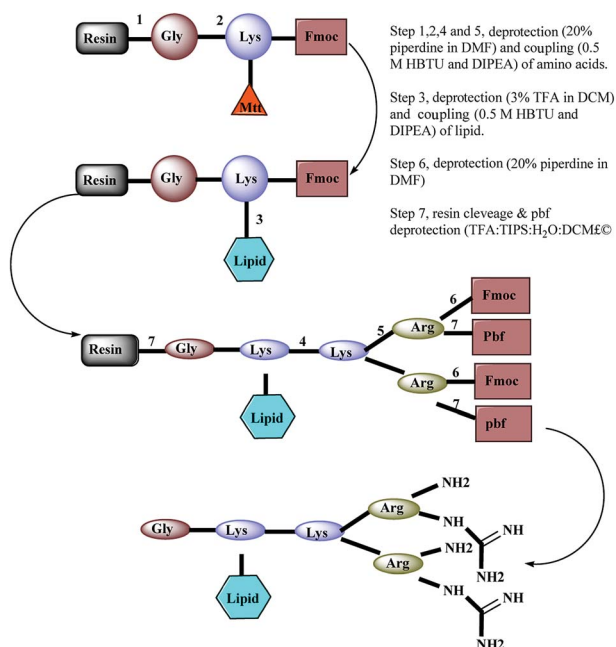 1
2
Resin
Gly
Lys
Fmoc
Mtt
Step 1,2,4 and 5, deprotection (20%
piperdine in DMF) and coupling (0.5
M HBTU and DIPEA) of amino acids.
Step 3, deprotection (3% TFA in DCM)
and coupling (0.5 M HBTU and
DIPEA) of lipid.
Step 6, deprotection (20% piperdine in
DMF)
Step 7, resin cleveage & pbf
deprotection (TFA:TIPS:H₂O:DCM£©
Resin
Gly
Lys
Fmoc
3
Lipid
6
Fmoc
5
Arg
7
Pbf
Resin
7
Gly
Lys
4
Lys
6
Arg
Fmoc
7
Lipid
pbf
NH2
Arg
NH
NH
Gly
Lys
Lys
NH2
Arg
NH2
Lipid
NH
NH
NH2